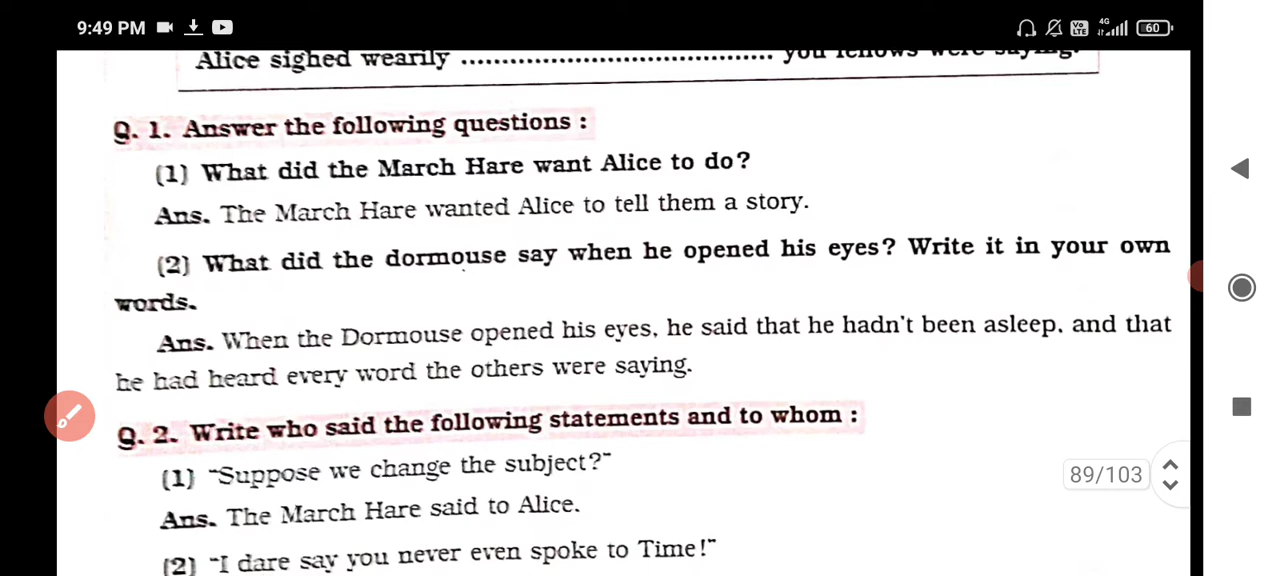 9:49 PM 4G 60
Alice sighed wearily ........................................................ you fellows were saying.
Q. 1. Answer the following questions :
(1) What did the March Hare want Alice to do?
Ans. The March Hare wanted Alice to tell them a story.
(2) What did the dormouse say when he opened his eyes? Write it in your own
words.
Ans. When the Dormouse opened his eyes, he said that he hadn't been asleep, and that
he had heard every word the others were saying.
Q. 2. Write who said the following statements and to whom :
(1) "Suppose we change the subject?"
Ans. The March Hare said to Alice.
89/103
(2) "I dare say you never even spoke to Time!"